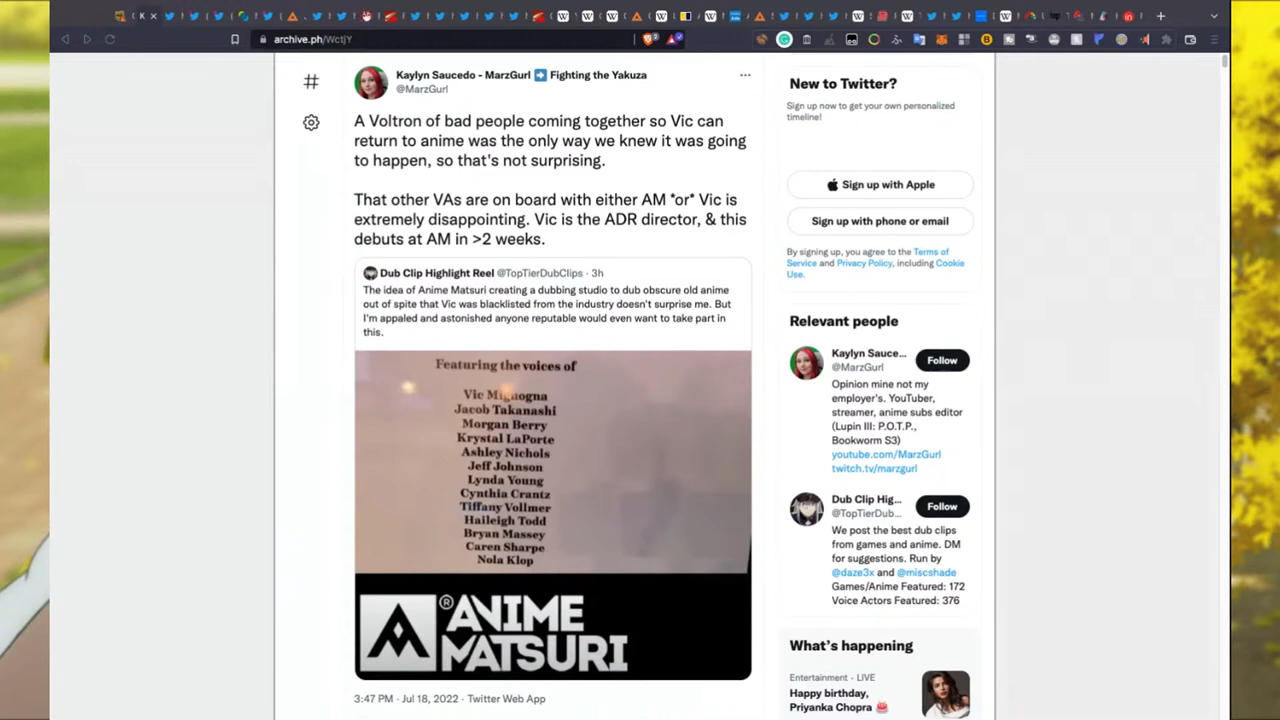 archive.ph/WctjY
Kaylyn Saucedo - MarzGurl ➡ Fighting the Yakuza
@MarzGurl
A Voltron of bad people coming together so Vic can
return to anime was the only way we knew it was going
to happen, so that's not surprising.
That other VAs are on board with either AM *or* Vic is
extremely disappointing. Vic is the ADR director, & this
debuts at AM in >2 weeks.
Dub Clip Highlight Reel @TopTierDubClips · 3h
The idea of Anime Matsuri creating a dubbing studio to dub obscure old anime
out of spite that Vic was blacklisted from the industry doesn't surprise me. But
I'm appaled and astonished anyone reputable would even want to take part in
this.
Featuring the voices of
Vic Mignogna
Jacob Takanashi
Morgan Berry
Krystal LaPorte
Ashley Nichols
Jeff Johnson
Lynda Young
Cynthia Crantz
Tiffany Vollmer
Haileigh Todd
Bryan Massey
Caren Sharpe
Nola Klop
® ANIME
MATSURI
3:47 PM · Jul 18, 2022 · Twitter Web App
New to Twitter?
Sign up now to get your own personalized
timeline!
Sign up with Apple
Sign up with phone or email
By signing up, you agree to the Terms of
Service and Privacy Policy, including Cookie
Use.
Relevant people
Kaylyn Sauce...
@MarzGurl
Follow
Opinion mine not my
employer's. YouTuber,
streamer, anime subs editor
(Lupin III: P.O.T.P.,
Bookworm S3)
youtube.com/MarzGurl
twitch.tv/marzgurl
Dub Clip Hig...
@TopTierDub...
Follow
We post the best dub clips
from games and anime. DM
for suggestions. Run by
@daze3x and @miscshade
Games/Anime Featured: 172
Voice Actors Featured: 376
What's happening
Entertainment · LIVE
Happy birthday,
Priyanka Chopra